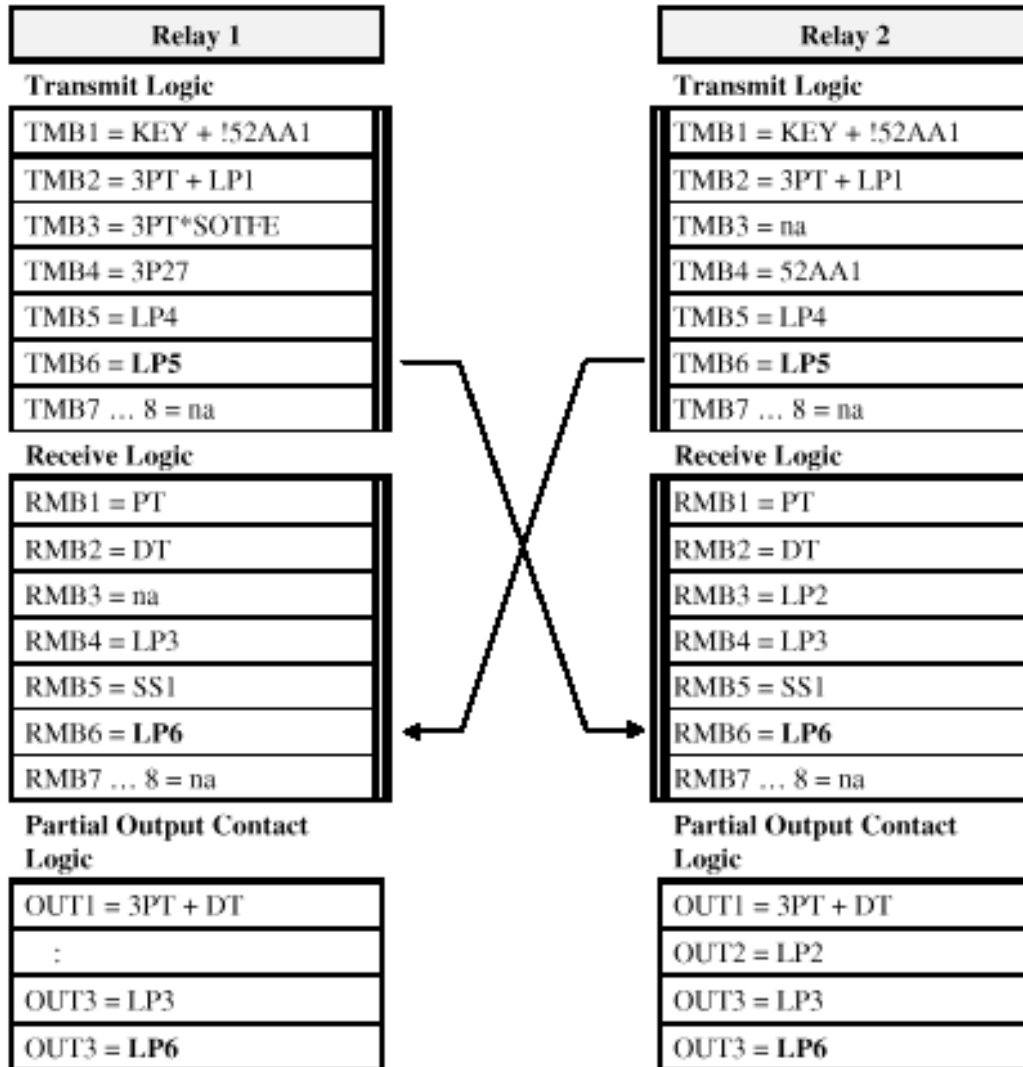 Relay 1
Transmit Logic
TMB1 = KEY + !52AA1
TMB2 = 3PT + LP1
TMB3 = 3PT*SOTFE
TMB4 = 3P27
TMB5 = LP4
TMB6 = LP5
TMB7 … 8 = na
Receive Logic
RMB1 = PT
RMB2 = DT
RMB3 = na
RMB4 = LP3
RMB5 = SS1
RMB6 = LP6
RMB7 … 8 = na
Partial Output Contact
Logic
OUT1 = 3PT + DT
:
OUT3 = LP3
OUT3 = LP6
Relay 2
Transmit Logic
TMB1 = KEY + !52AA1
TMB2 = 3PT + LP1
TMB3 = na
TMB4 = 52AA1
TMB5 = LP4
TMB6 = LP5
TMB7 … 8 = na
Receive Logic
RMB1 = PT
RMB2 = DT
RMB3 = LP2
RMB4 = LP3
RMB5 = SS1
RMB6 = LP6
RMB7 … 8 = na
Partial Output Contact
Logic
OUT1 = 3PT + DT
OUT2 = LP2
OUT3 = LP3
OUT3 = LP6